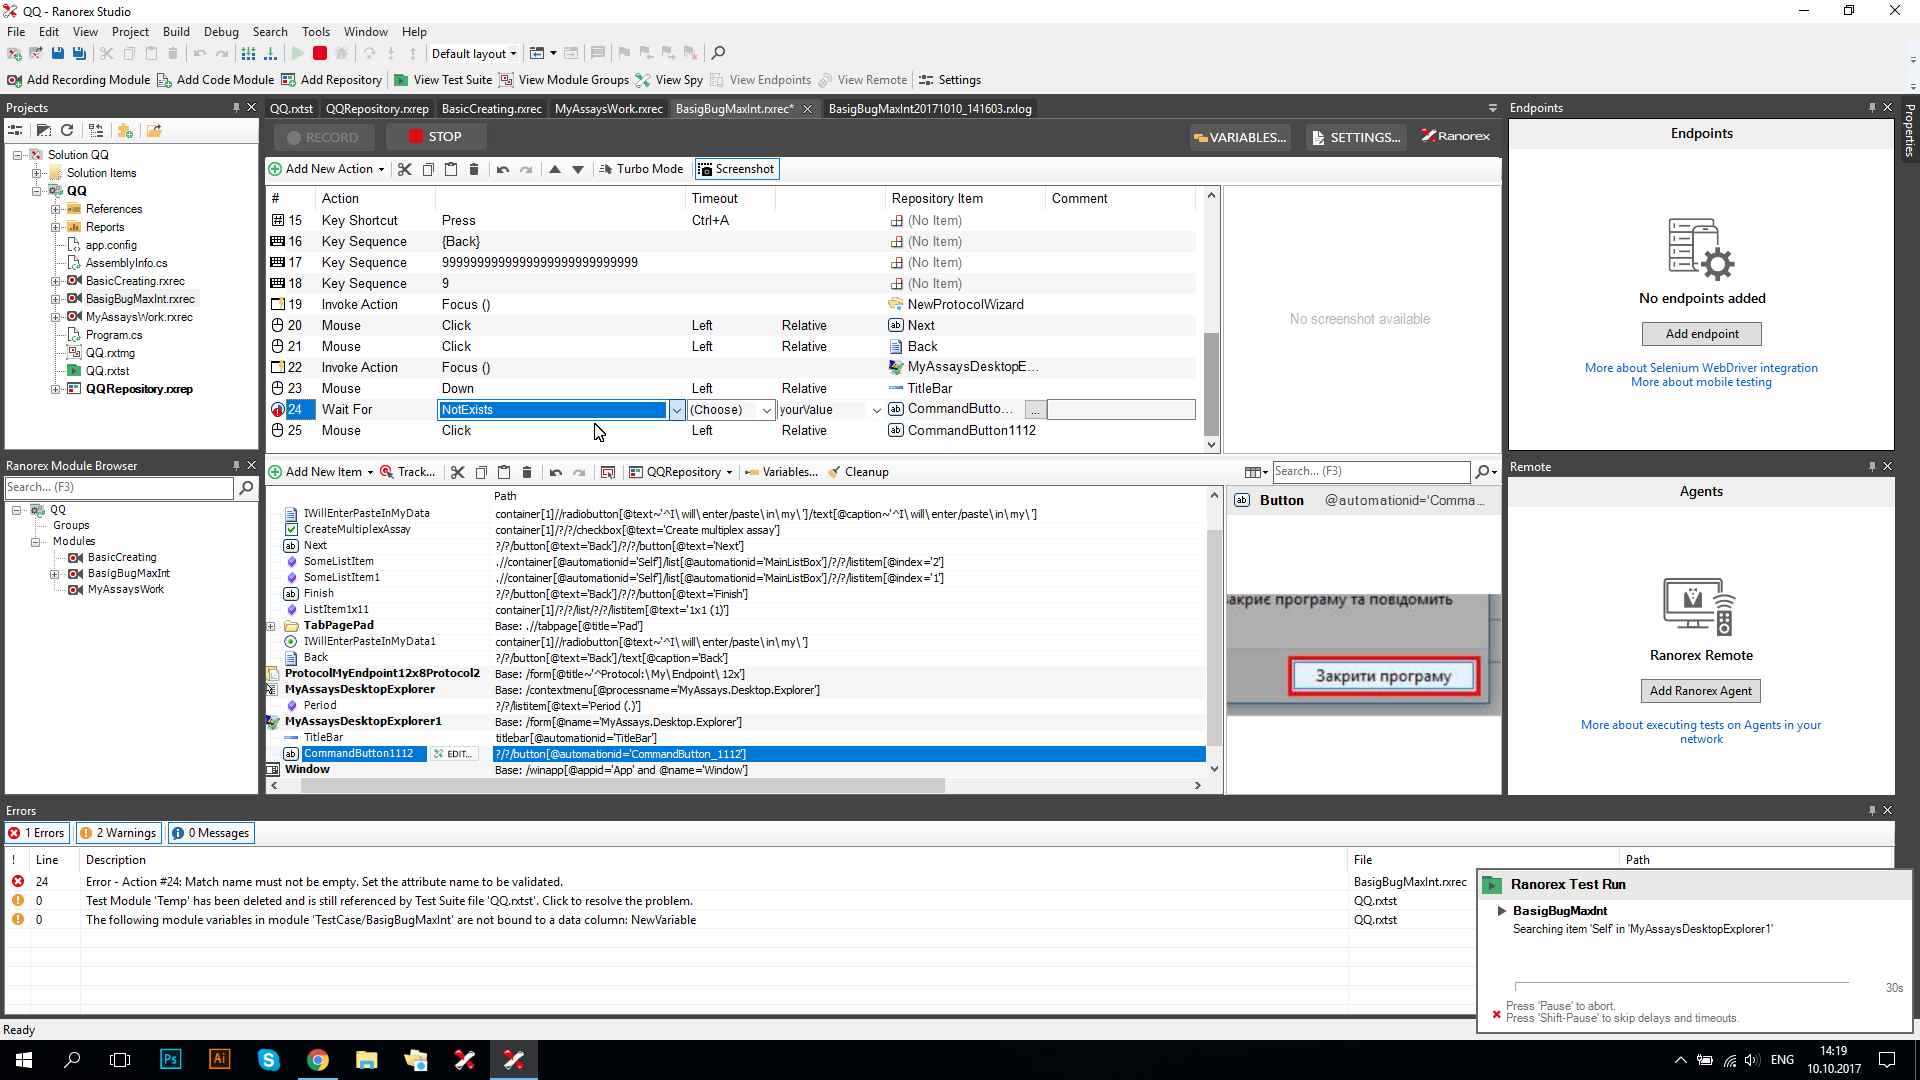 QQ - Ranorex Studio
File Edit View Project Build Debug Search Tools Window Help
Default layout
Add Recording Module Add Code Module Add Repository View Test Suite View Module Groups View Spy View Endpoints View Remote Settings
Projects
Solution QQ
Solution Items
QQ
References
Reports
app.config
AssemblyInfo.cs
BasicCreating.rxrec
BasigBugMaxInt.rxrec
MyAssaysWork.rxrec
Program.cs
QQ.rxtmg
QQ.rxtst
QQRepository.rxrep
Ranorex Module Browser
Search... (F3)
QQ
Groups
Modules
BasicCreating
BasigBugMaxInt
MyAssaysWork
QQ.rxtst QQRepository.rxrep BasicCreating.rxrec MyAssaysWork.rxrec BasigBugMaxInt.rxrec* BasigBugMaxInt20171010_141603.rxlog
RECORD STOP VARIABLES... SETTINGS... Ranorex
Add New Action Turbo Mode Screenshot
# Action Timeout Repository Item Comment
15 Key Shortcut Press Ctrl+A (No Item)
16 Key Sequence {Back} (No Item)
17 Key Sequence 9999999999999999999999999999 (No Item)
18 Key Sequence 9 (No Item)
19 Invoke Action Focus () NewProtocolWizard
20 Mouse Click Left Relative Next
21 Mouse Click Left Relative Back
22 Invoke Action Focus () MyAssaysDesktopE...
23 Mouse Down Left Relative TitleBar
24 Wait For NotExists (Choose) yourValue CommandButto... ...
25 Mouse Click Left Relative CommandButton1112
No screenshot available
Add New Item Track... QQRepository Variables... Cleanup Search... (F3)
Path
IWillEnterPasteInMyData container[1]//radiobutton[@text~'^I\ will\ enter/paste\ in\ my\ ']/text[@caption~'^I\ will\ enter/paste\ in\ my\ ']
CreateMultiplexAssay container[1]/?/?/checkbox[@text='Create multiplex assay']
Next ?/?/button[@text='Back']/?/?/button[@text='Next']
SomeListItem .//container[@automationid='Self']/list[@automationid='MainListBox']/?/?/listitem[@index='2']
SomeListItem1 .//container[@automationid='Self']/list[@automationid='MainListBox']/?/?/listitem[@index='1']
Finish ?/?/button[@text='Back']/?/?/button[@text='Finish']
ListItem1x11 container[1]/?/?/list/?/?/listitem[@text='1x1 (1)']
TabPagePad Base: .//tabpage[@title='Pad']
IWillEnterPasteInMyData1 container[1]//radiobutton[@text~'^I\ will\ enter/paste\ in\ my\ ']
Back ?/?/button[@text='Back']/text[@caption='Back']
ProtocolMyEndpoint12x8Protocol2 Base: /form[@title~'^Protocol:\ My\ Endpoint\ 12x']
MyAssaysDesktopExplorer Base: /contextmenu[@processname='MyAssays.Desktop.Explorer']
Period ?/?/listitem[@text='Period (.)']
MyAssaysDesktopExplorer1 Base: /form[@name='MyAssays.Desktop.Explorer']
TitleBar titlebar[@automationid='TitleBar']
CommandButton1112 EDIT... ?/?/button[@automationid='CommandButton_1112']
Window Base: /winapp[@appid='App' and @name='Window']
Button @automationid='Comma...
закриє програму та повідомить
Закрити програму
Endpoints
Endpoints
No endpoints added
Add endpoint
More about Selenium WebDriver integration
More about mobile testing
Remote
Agents
Ranorex Remote
Add Ranorex Agent
More about executing tests on Agents in your
network
Properties
Errors
1 Errors 2 Warnings 0 Messages
! Line Description File Path
24 Error - Action #24: Match name must not be empty. Set the attribute name to be validated. BasigBugMaxInt.rxrec
0 Test Module 'Temp' has been deleted and is still referenced by Test Suite file 'QQ.rxtst'. Click to resolve the problem. QQ.rxtst
0 The following module variables in module 'TestCase/BasigBugMaxInt' are not bound to a data column: NewVariable QQ.rxtst
Ranorex Test Run
BasigBugMaxInt
Searching item 'Self' in 'MyAssaysDesktopExplorer1'
30s
Press 'Pause' to abort.
Press 'Shift-Pause' to skip delays and timeouts.
Ready
Ps Ai ENG 14:19
10.10.2017